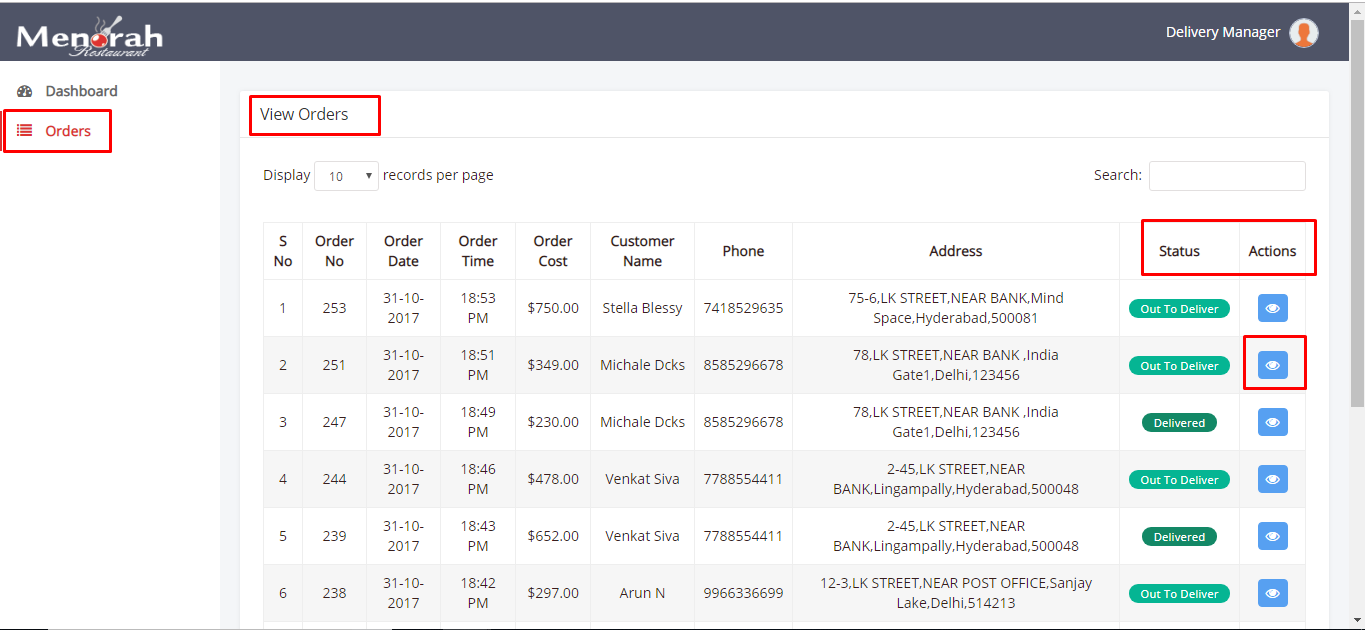 Menorah
Restaurant
Delivery Manager
Dashboard
Orders
View Orders
Display 10 records per page
Search:
S No Order No Order Date Order Time Order Cost Customer Name Phone Address Status Actions
1 253 31-10-2017 18:53 PM $750.00 Stella Blessy 7418529635 75-6,LK STREET,NEAR BANK,Mind Space,Hyderabad,500081 Out To Deliver
2 251 31-10-2017 18:51 PM $349.00 Michale Dcks 8585296678 78,LK STREET,NEAR BANK ,India Gate1,Delhi,123456 Out To Deliver
3 247 31-10-2017 18:49 PM $230.00 Michale Dcks 8585296678 78,LK STREET,NEAR BANK ,India Gate1,Delhi,123456 Delivered
4 244 31-10-2017 18:46 PM $478.00 Venkat Siva 7788554411 2-45,LK STREET,NEAR BANK,Lingampally,Hyderabad,500048 Out To Deliver
5 239 31-10-2017 18:43 PM $652.00 Venkat Siva 7788554411 2-45,LK STREET,NEAR BANK,Lingampally,Hyderabad,500048 Delivered
6 238 31-10-2017 18:42 PM $297.00 Arun N 9966336699 12-3,LK STREET,NEAR POST OFFICE,Sanjay Lake,Delhi,514213 Out To Deliver